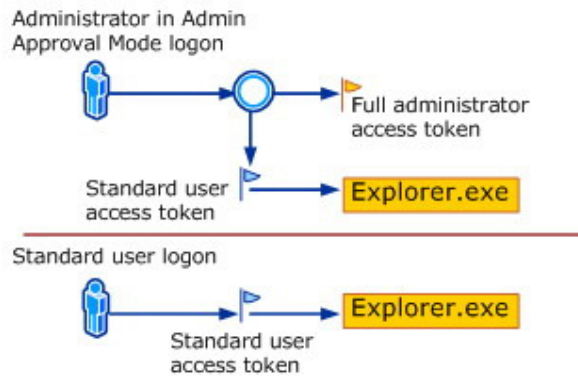 Administrator in Admin
Approval Mode logon
Full administrator
access token
Standard user
access token
Explorer.exe
Standard user logon
Explorer.exe
Standard user
access token